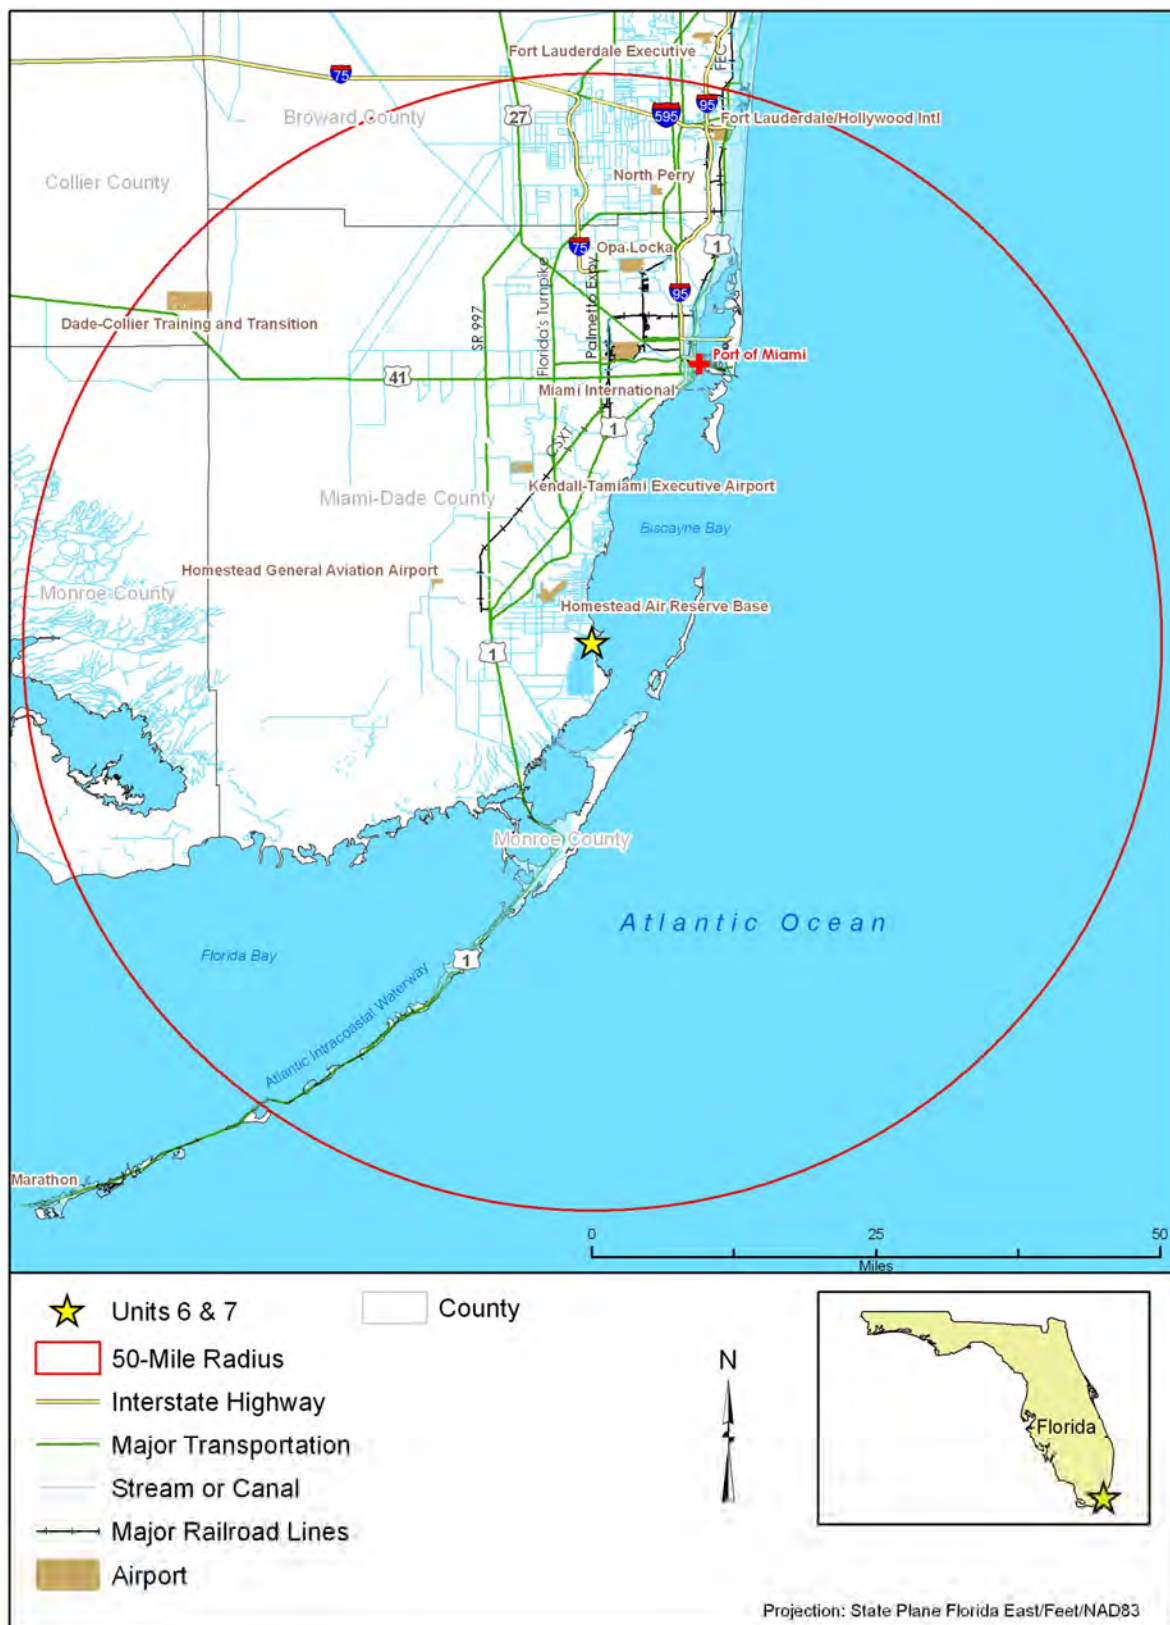 Fort Lauderdale Executive
FEC
75
95
595
27
Broward County
Fort Lauderdale/Hollywood Intl
Collier County
North Perry
75
Opa Locka
1
95
Dade-Collier Training and Transition
SR 997
Florida's Turnpike
Palmetto Expy
Port of Miami
41
Miami International
1
CSXT
Kendall-Tamiami Executive Airport
Miami-Dade County
Biscayne Bay
Homestead General Aviation Airport
Monroe County
Homestead Air Reserve Base
1
Monroe County
Atlantic Ocean
Florida Bay
1
Atlantic Intracoastal Waterway
Marathon
0 25 50
Miles
Units 6 & 7
County
50-Mile Radius
Interstate Highway
Major Transportation
Stream or Canal
Major Railroad Lines
Airport
N
Florida
Projection: State Plane Florida East/Feet/NAD83